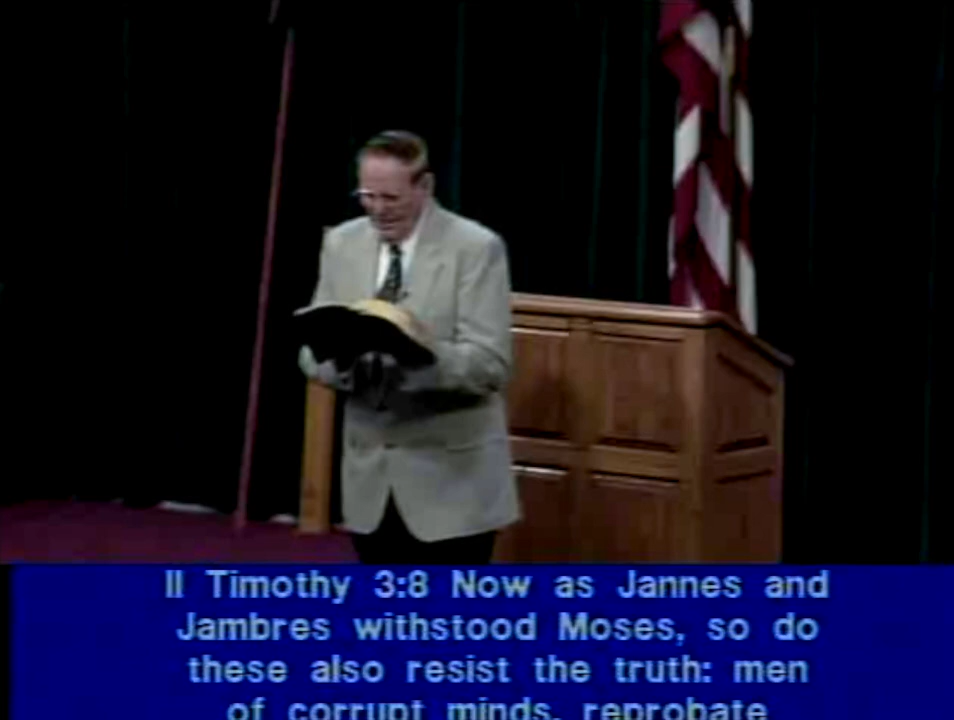 II Timothy 3:8 Now as Jannes and
Jambres withstood Moses, so do
these also resist the truth: men
of corrupt minds, reprobate